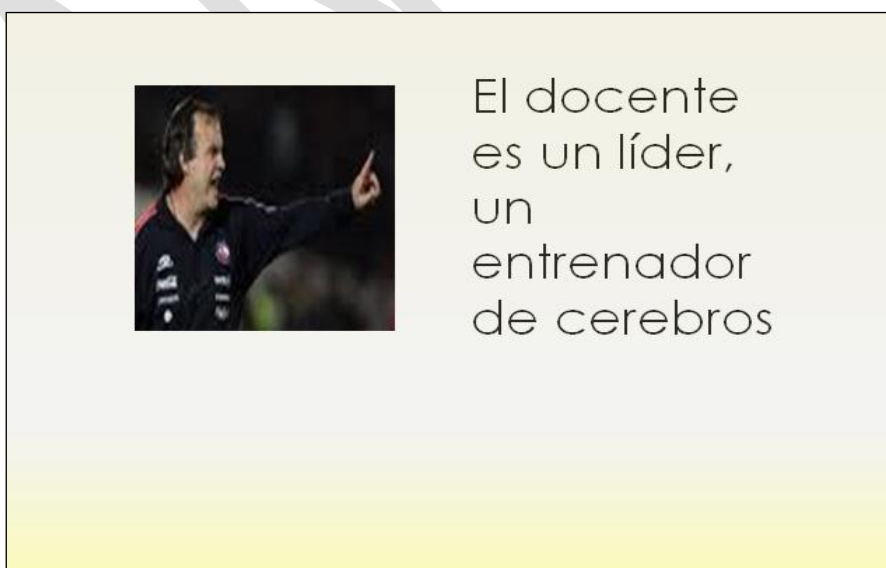 El docente
es un líder,
un
entrenador
de cerebros